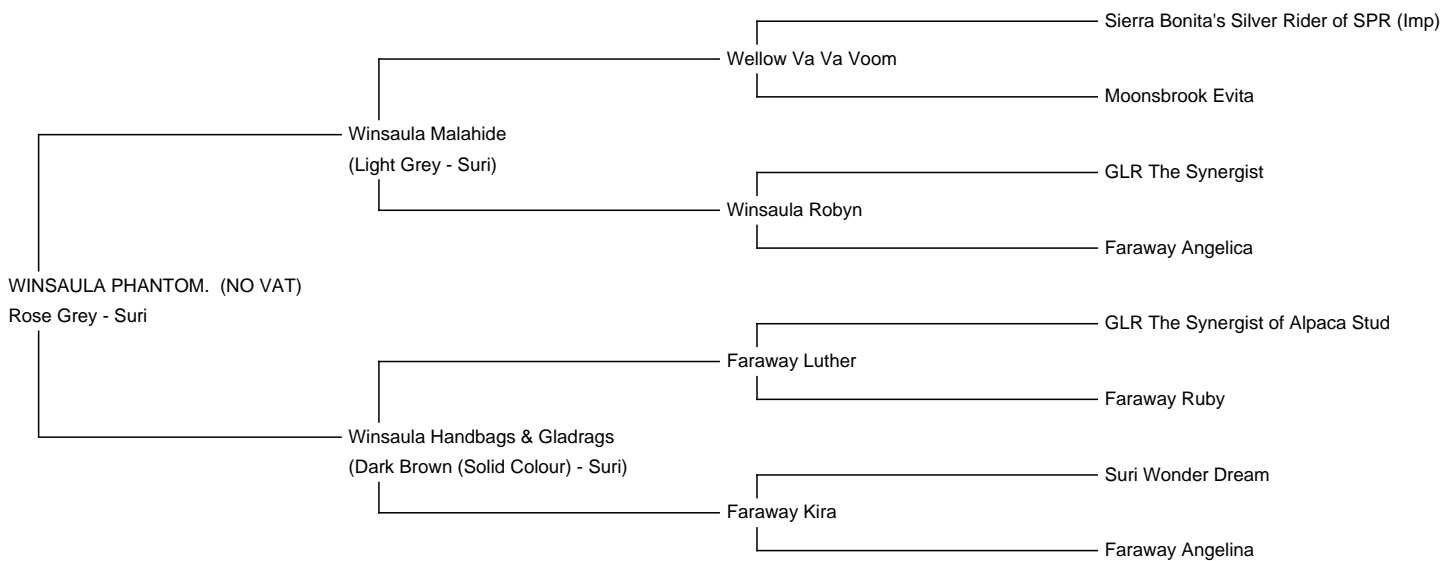 Sierra Bonita's Silver Rider of SPR (Imp)
Wellow Va Va Voom
Moonsbrook Evita
Winsaula Malahide
(Light Grey - Suri)
GLR The Synergist
Winsaula Robyn
Faraway Angelica
WINSAULA PHANTOM.  (NO VAT)
Rose Grey - Suri
GLR The Synergist of Alpaca Stud
Faraway Luther
Faraway Ruby
Winsaula Handbags & Gladrags
(Dark Brown (Solid Colour) - Suri)
Suri Wonder Dream
Faraway Kira
Faraway Angelina